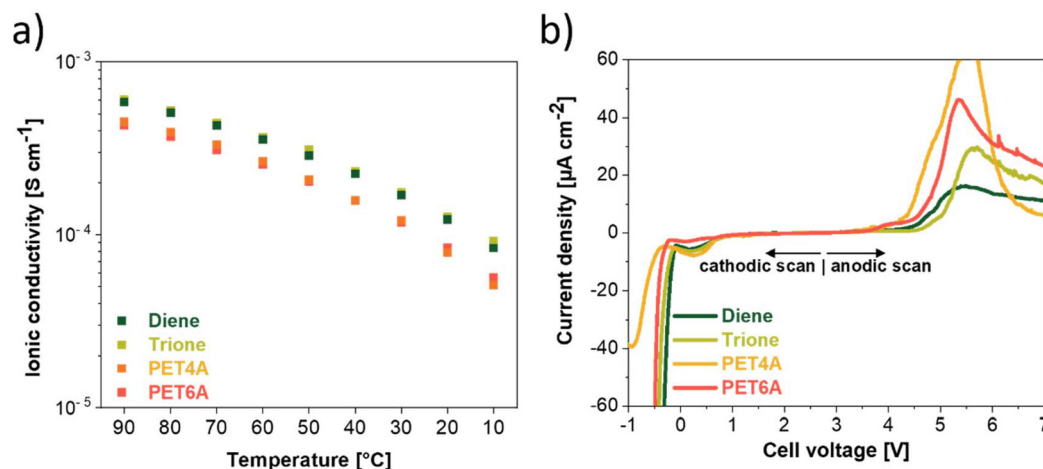 a)
Ionic conductivity [S cm⁻¹]
10⁻³
10⁻⁴
10⁻⁵
Diene
Trione
PET4A
PET6A
90 80 70 60 50 40 30 20 10
Temperature [°C]
b)
Current density [µA cm⁻²]
60
40
20
0
-20
-40
-60
cathodic scan | anodic scan
Diene
Trione
PET4A
PET6A
-1 0 1 2 3 4 5 6 7
Cell voltage [V]